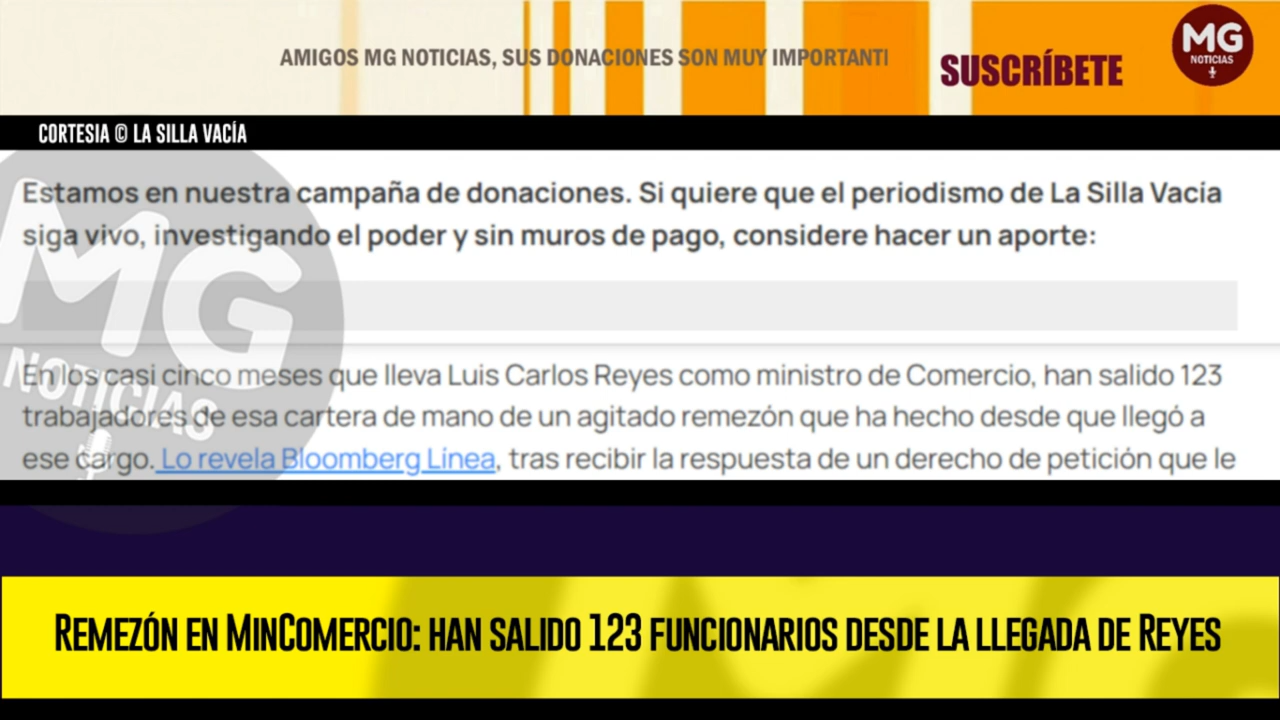 AMIGOS MG NOTICIAS, SUS DONACIONES SON MUY IMPORTANT
SUSCRÍBETE
MG
NOTICIAS
CORTESIA © LA SILLA VACÍA
Estamos en nuestra campaña de donaciones. Si quiere que el periodismo de La Silla Vacía
siga vivo, investigando el poder y sin muros de pago, considere hacer un aporte:
MG
NOTICIAS
En los casi cinco meses que lleva Luis Carlos Reyes como ministro de Comercio, han salido 123
trabajadores de esa cartera de mano de un agitado remezón que ha hecho desde que llegó a
ese cargo. Lo revela Bloomberg Línea, tras recibir la respuesta de un derecho de petición que le
REMEZÓN EN MINCOMERCIO: HAN SALIDO 123 FUNCIONARIOS DESDE LA LLEGADA DE REYES